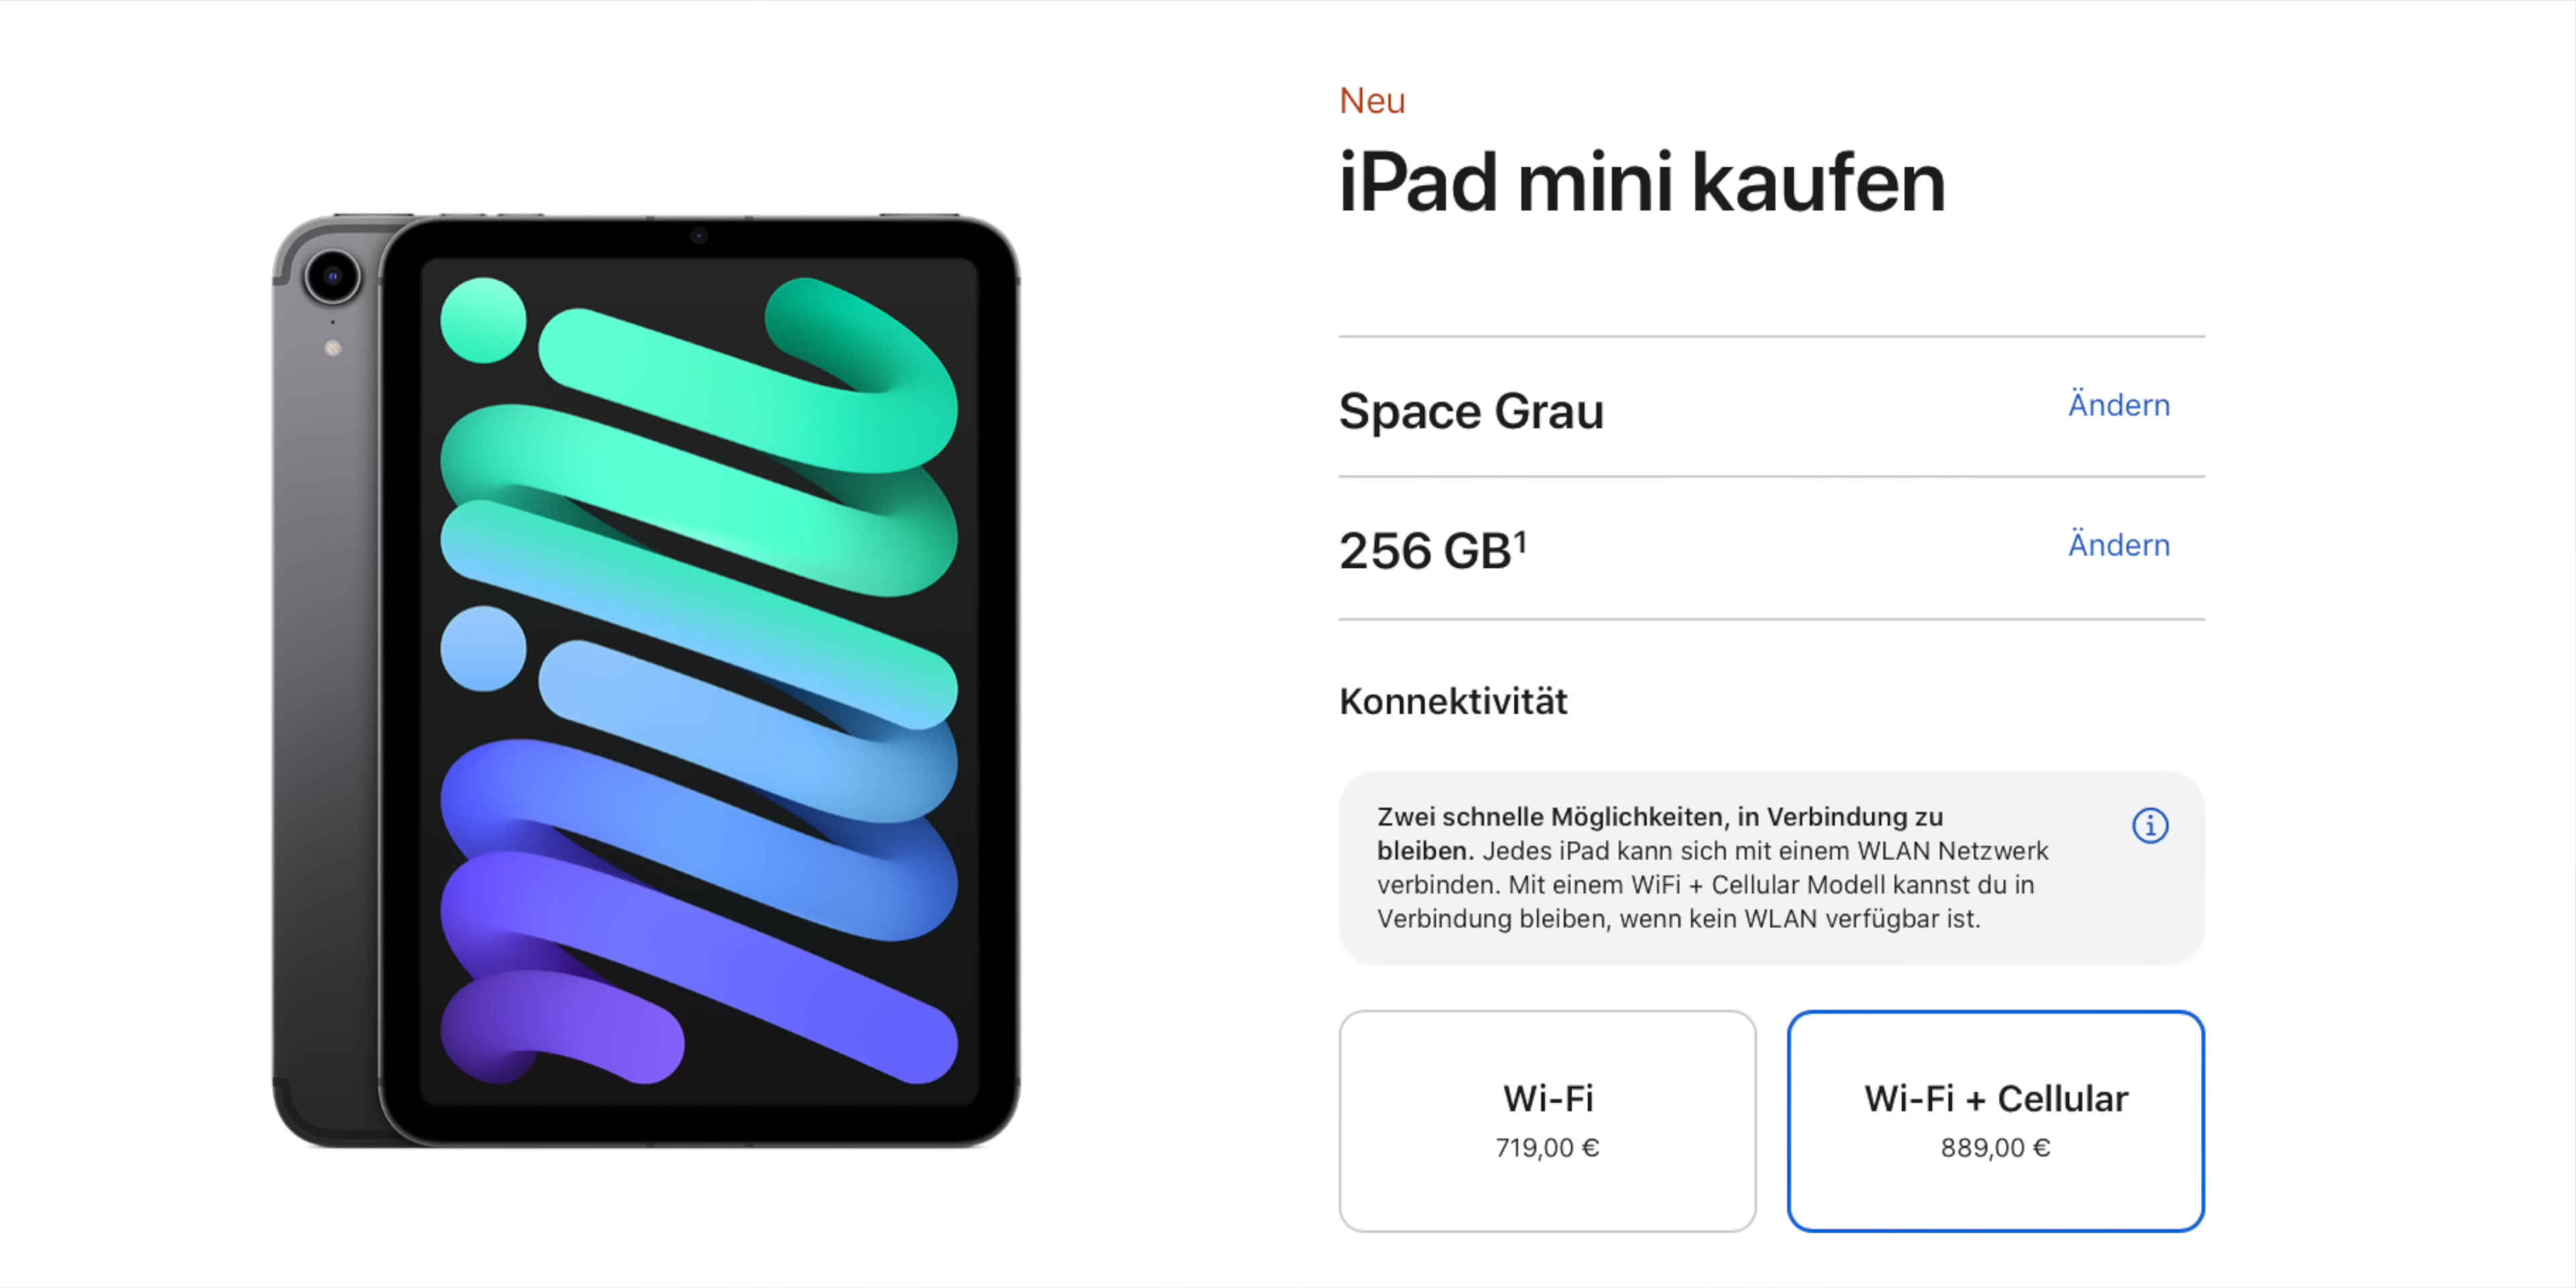 Neu
iPad mini kaufen
Space Grau
Ändern
256 GB¹
Ändern
Konnektivität
Zwei schnelle Möglichkeiten, in Verbindung zu
bleiben. Jedes iPad kann sich mit einem WLAN Netzwerk
verbinden. Mit einem WiFi + Cellular Modell kannst du in
Verbindung bleiben, wenn kein WLAN verfügbar ist.
Wi-Fi
719,00 €
Wi-Fi + Cellular
889,00 €